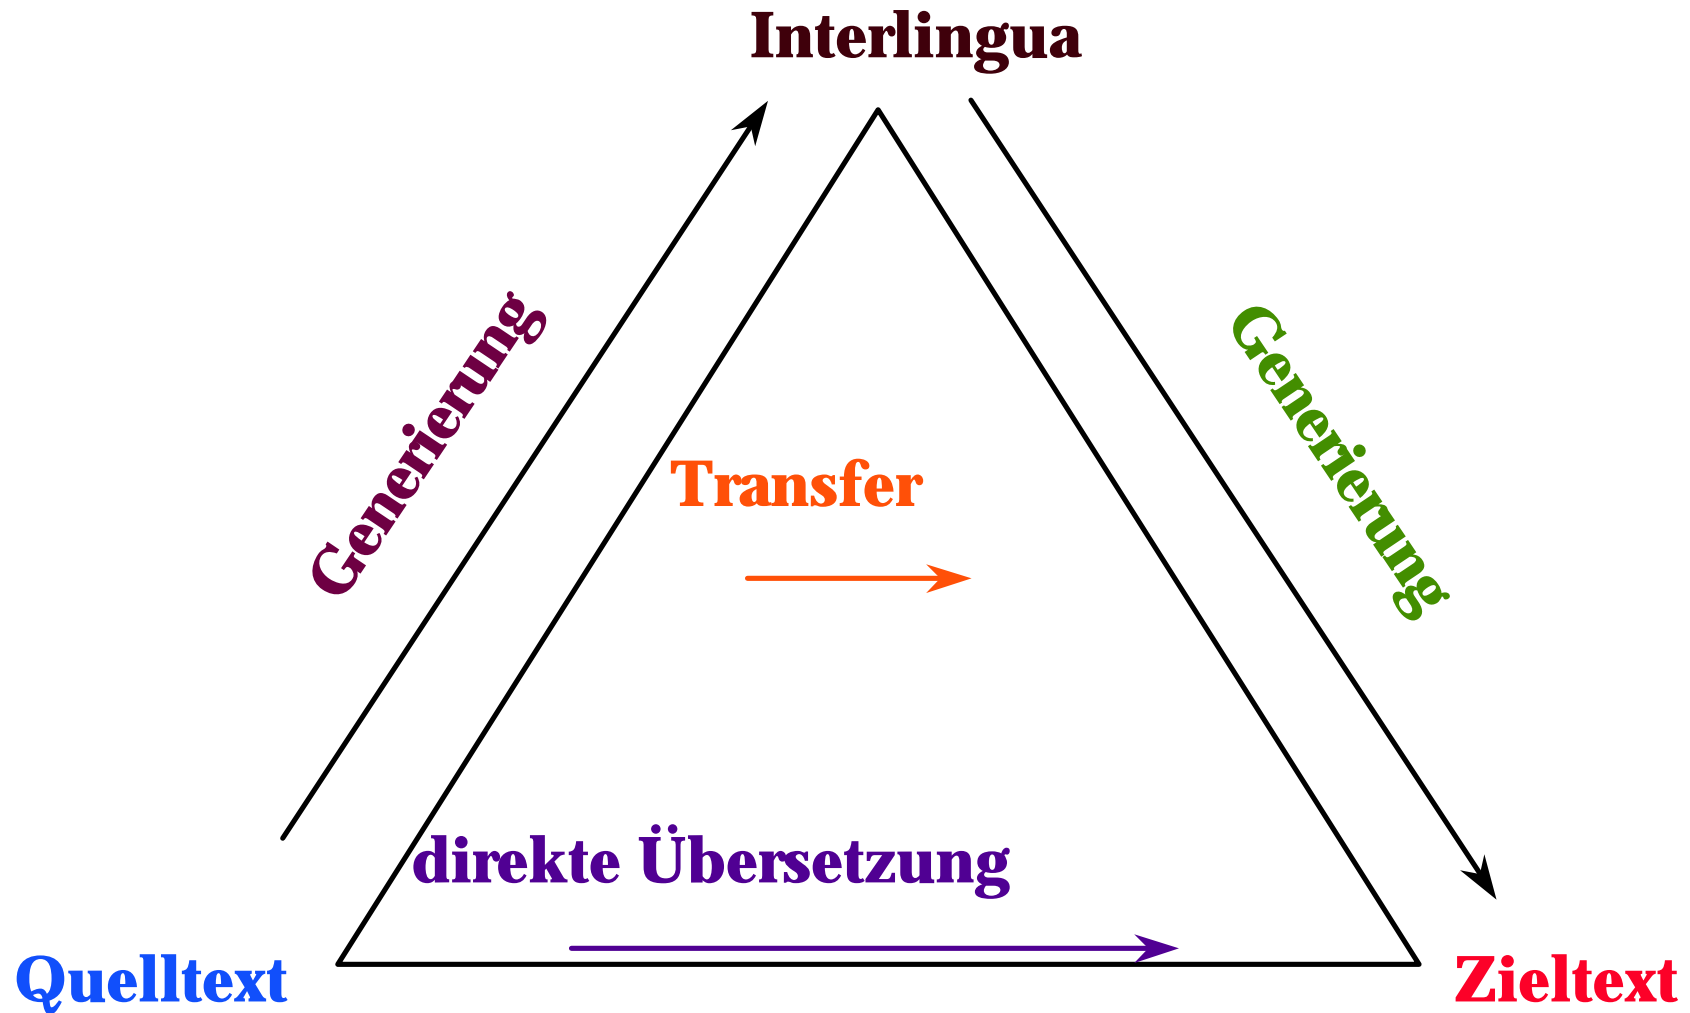 Interlingua
Generierung
Generierung
Transfer
direkte Übersetzung
Quelltext
Zieltext